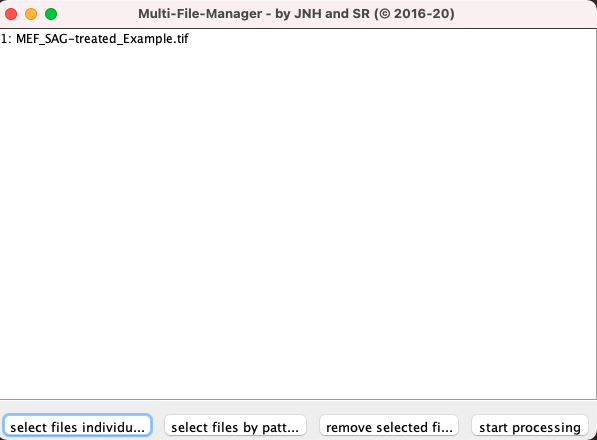 Multi-File-Manager - by JNH and SR (© 2016-20)
1: MEF_SAG-treated_Example.tif
select files individu...
select files by patt...
remove selected fi...
start processing